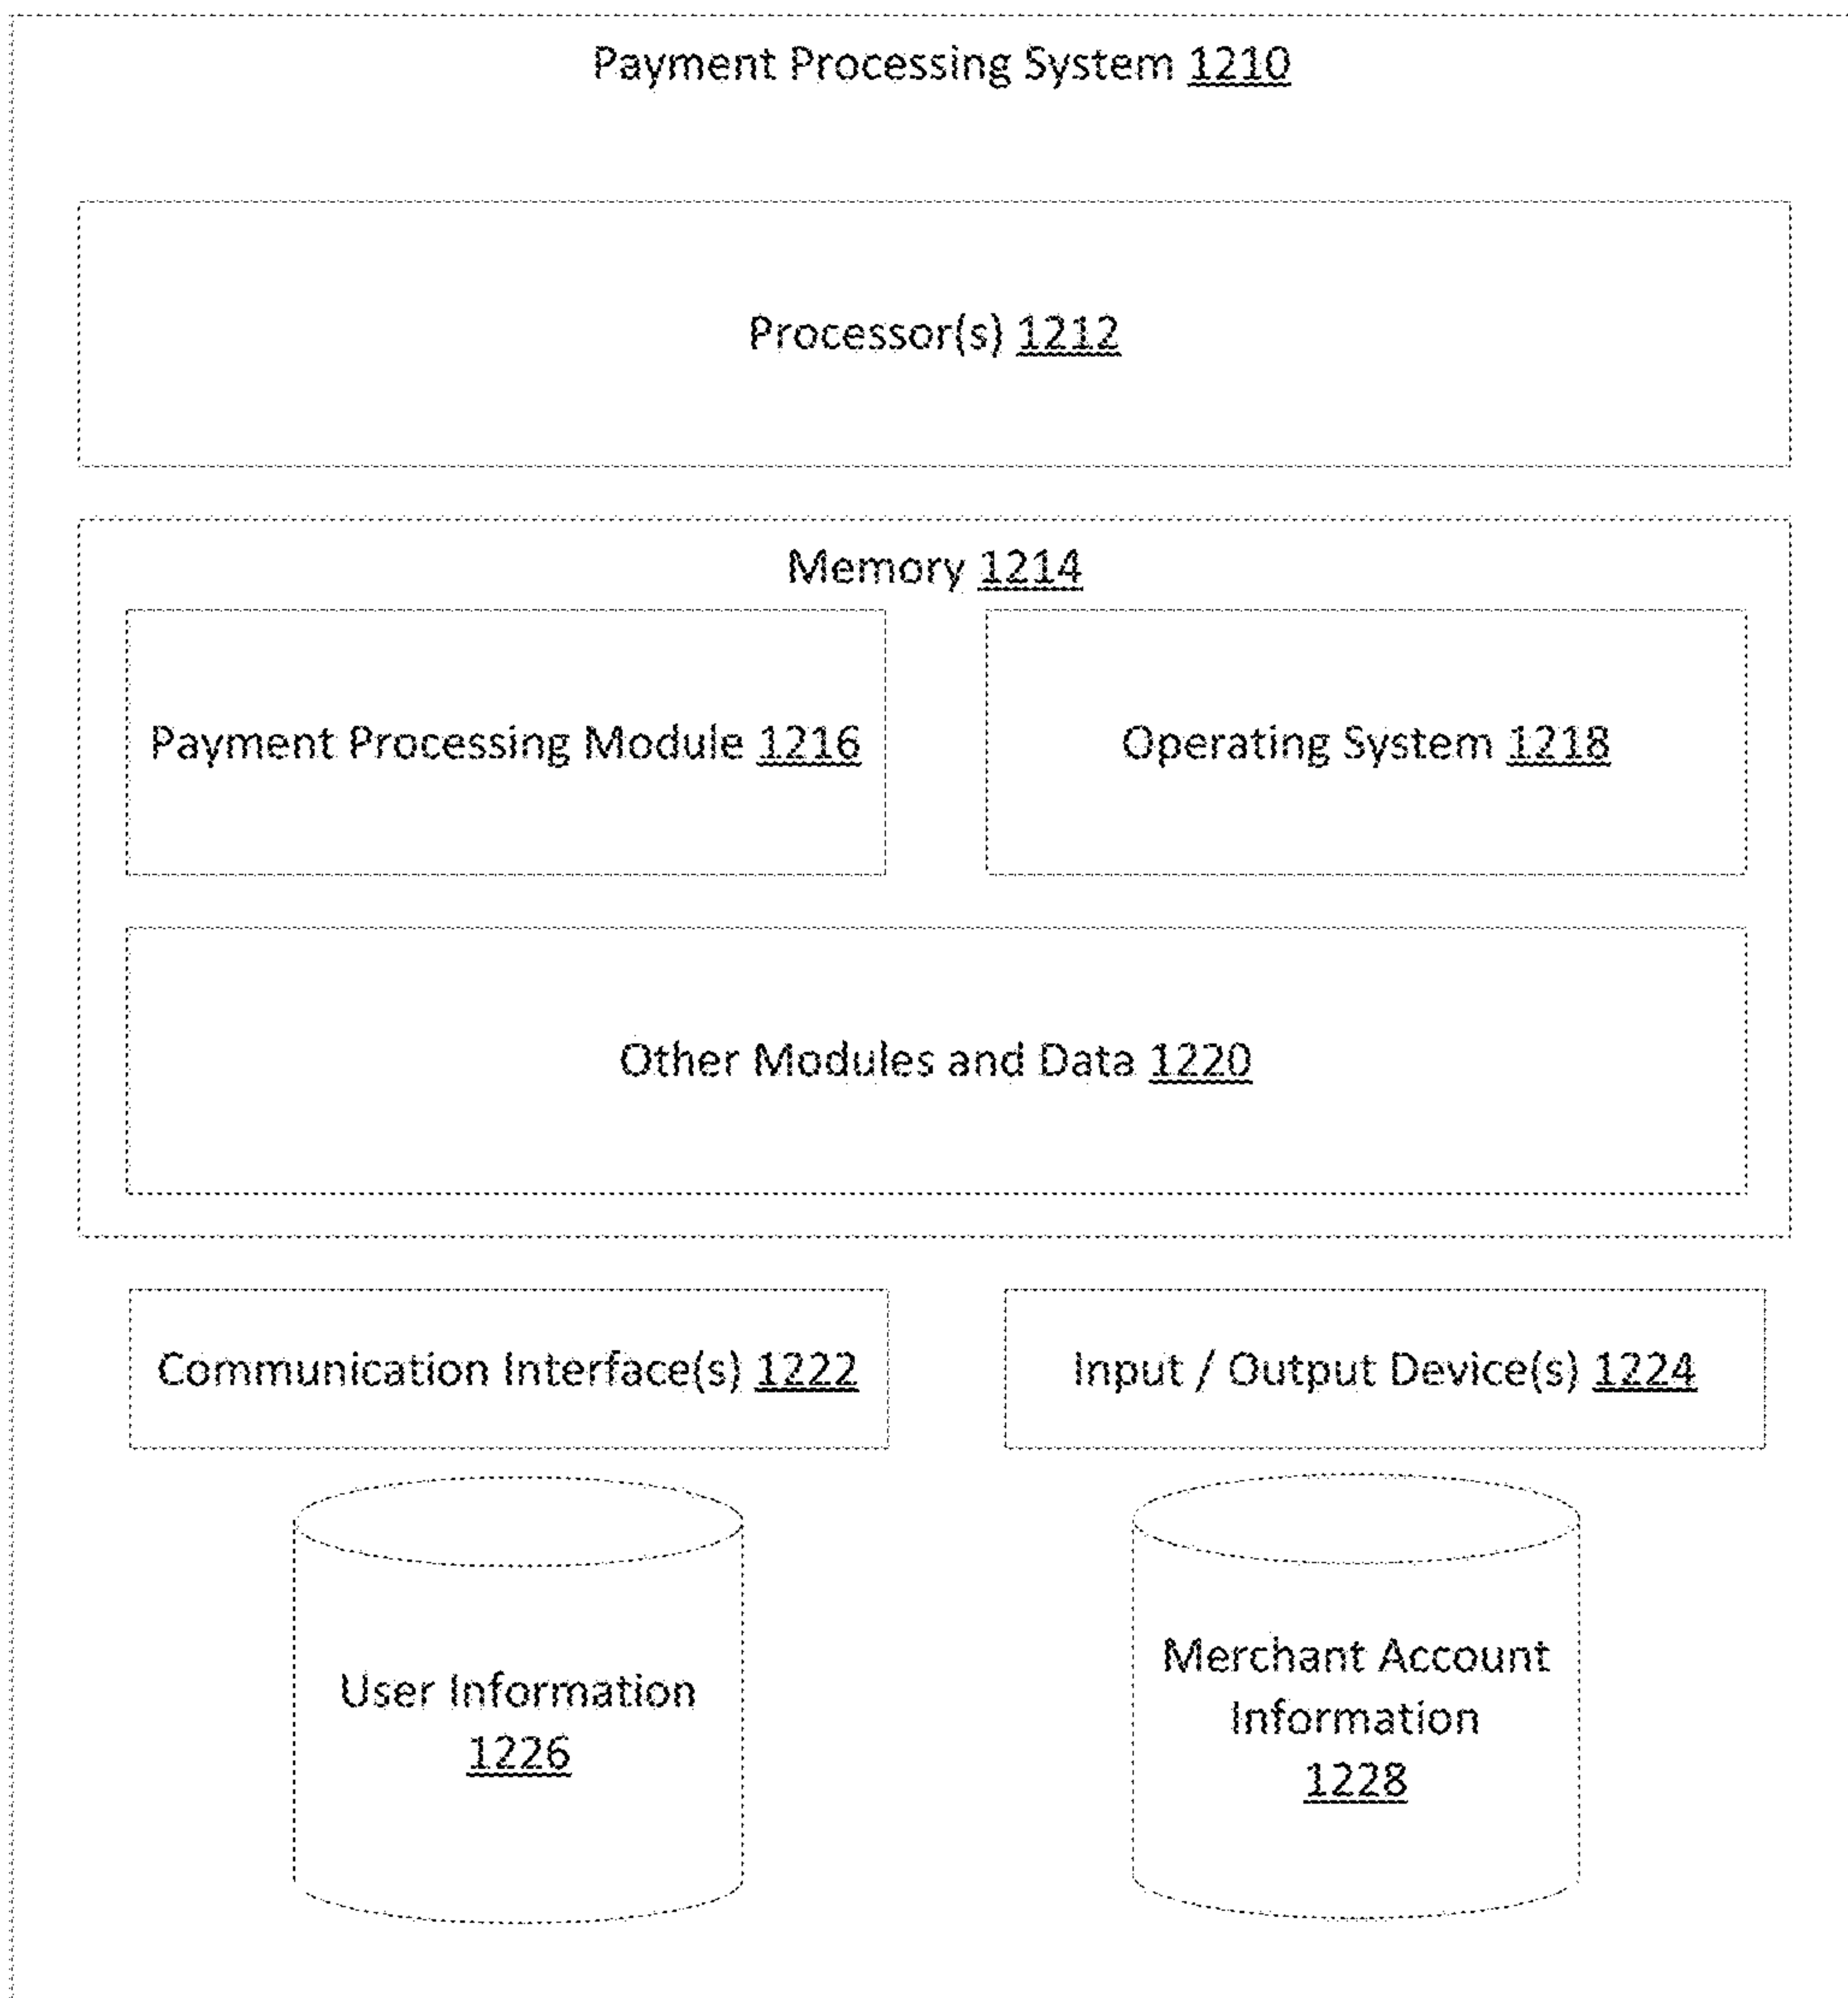 Payment Processing System 1210
Processor(s) 1212
Memory 1214
Payment Processing Module 1216
Operating System 1218
Other Modules and Data 1220
Communication Interface(s) 1222
Input / Output Device(s) 1224
User Information
1226
Merchant Account
Information
1228